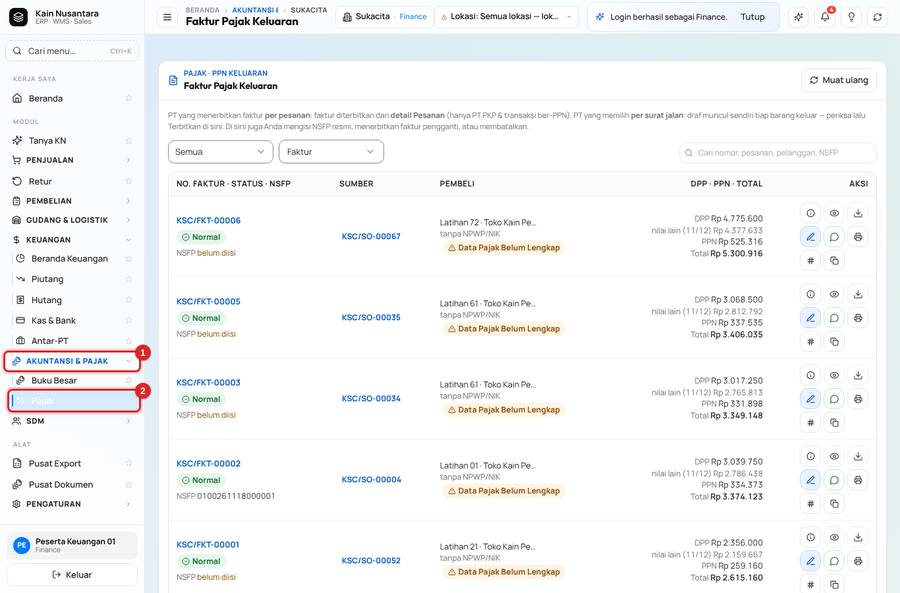 Kain Nusantara
ERP · WMS · Sales
Cari menu...
Ctrl+K
KERJA SAYA
Beranda
MODUL
Tanya KN
PENJUALAN
Retur
PEMBELIAN
GUDANG & LOGISTIK
KEUANGAN
Beranda Keuangan
Piutang
Hutang
Kas & Bank
Antar-PT
AKUNTANSI & PAJAK
1
Buku Besar
2
Pajak
SDM
ALAT
Pusat Export
Pusat Dokumen
PENGATURAN
PE
Peserta Keuangan 01
Finance
Keluar
BERANDA › AKUNTANSI & › SUKACITA
Faktur Pajak Keluaran
Sukacita · Finance
Lokasi: Semua lokasi — lok...
Login berhasil sebagai Finance.
Tutup
4
PAJAK · PPN KELUARAN
Faktur Pajak Keluaran
Muat ulang
PT yang menerbitkan faktur per pesanan: faktur diterbitkan dari detail Pesanan (hanya PT PKP & transaksi ber-PPN). PT yang memilih per surat jalan: draf muncul sendiri tiap barang keluar — periksa lalu
Terbitkan di sini. Di sini juga Anda mengisi NSFP resmi, menerbitkan faktur pengganti, atau membatalkan.
Semua
Faktur
Cari nomor, pesanan, pelanggan, NSFP
NO. FAKTUR · STATUS · NSFP
SUMBER
PEMBELI
DPP · PPN · TOTAL
AKSI
KSC/FKT-00006
Normal
NSFP belum diisi
KSC/SO-00067
Latihan 72 · Toko Kain Pe...
tanpa NPWP/NIK
Data Pajak Belum Lengkap
DPP Rp 4.775.600
nilai lain (11/12) Rp 4.377.633
PPN Rp 525.316
Total Rp 5.300.916
KSC/FKT-00005
Normal
NSFP belum diisi
KSC/SO-00035
Latihan 61 · Toko Kain Pe...
tanpa NPWP/NIK
Data Pajak Belum Lengkap
DPP Rp 3.068.500
nilai lain (11/12) Rp 2.812.792
PPN Rp 337.535
Total Rp 3.406.035
KSC/FKT-00003
Normal
NSFP belum diisi
KSC/SO-00034
Latihan 61 · Toko Kain Pe...
tanpa NPWP/NIK
Data Pajak Belum Lengkap
DPP Rp 3.017.250
nilai lain (11/12) Rp 2.765.813
PPN Rp 331.898
Total Rp 3.349.148
KSC/FKT-00002
Normal
NSFP 0100261118000001
KSC/SO-00004
Latihan 01 · Toko Kain Pe...
tanpa NPWP/NIK
Data Pajak Belum Lengkap
DPP Rp 3.039.750
nilai lain (11/12) Rp 2.786.438
PPN Rp 334.373
Total Rp 3.374.123
KSC/FKT-00001
Normal
NSFP belum diisi
KSC/SO-00052
Latihan 21 · Toko Kain Pe...
tanpa NPWP/NIK
Data Pajak Belum Lengkap
DPP Rp 2.356.000
nilai lain (11/12) Rp 2.159.667
PPN Rp 259.160
Total Rp 2.615.160